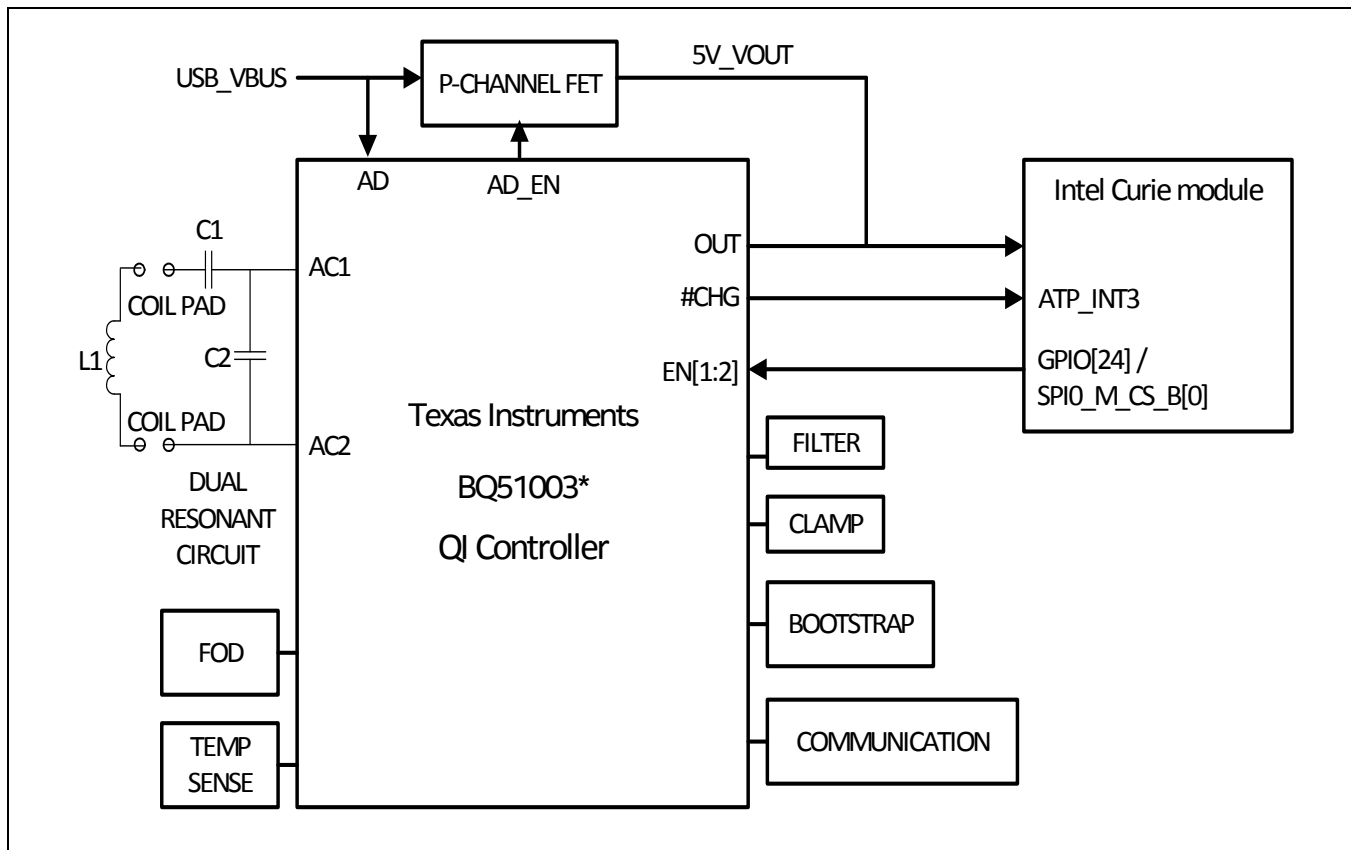 USB_VBUS
P-CHANNEL FET
5V_VOUT
AD
AD_EN
Intel Curie module
C1
OUT
AC1
COIL PAD
#CHG
ATP_INT3
L1
C2
EN[1:2]
GPIO[24] /
SPI0_M_CS_B[0]
COIL PAD
AC2
Texas Instruments
BQ51003*
QI Controller
FILTER
DUAL
RESONANT
CIRCUIT
CLAMP
FOD
BOOTSTRAP
TEMP
SENSE
COMMUNICATION